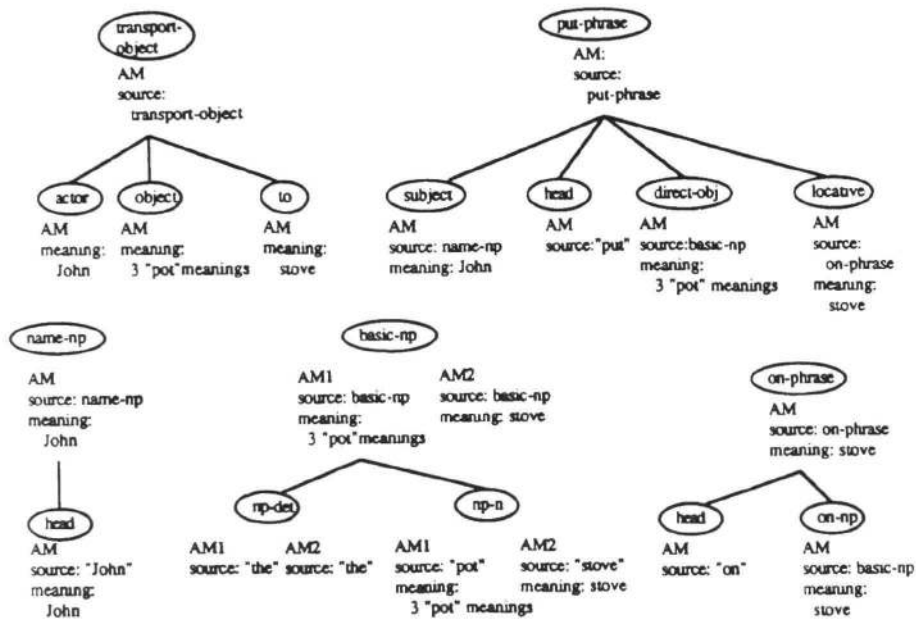 transport-
object
AM
source:
transport-object
actor
AM
meaning:
John
object
AM
meaning:
3 "pot" meanings
to
AM
meaning:
stove
put-phrase
AM:
source:
put-phrase
subject
AM
source: name-np
meaning: John
head
AM
source:"put"
direct-obj
AM
source:basic-np
meaning:
3 "pot" meanings
locative
AM
source:
on-phrase
meaning:
stove
name-np
AM
source: name-np
meaning:
John
head
AM
source: "John"
meaning:
John
basic-np
AM1
source: basic-np
meaning:
3 "pot" meanings
AM2
source: basic-np
meaning: stove
np-det
AM1
source: "the"
AM2
source: "the"
np-n
AM1
source: "pot"
meaning:
3 "pot" meanings
AM2
source: "stove"
meaning: stove
on-phrase
AM
source: on-phrase
meaning: stove
head
AM
source: "on"
on-np
AM
source: basic-np
meaning:
stove